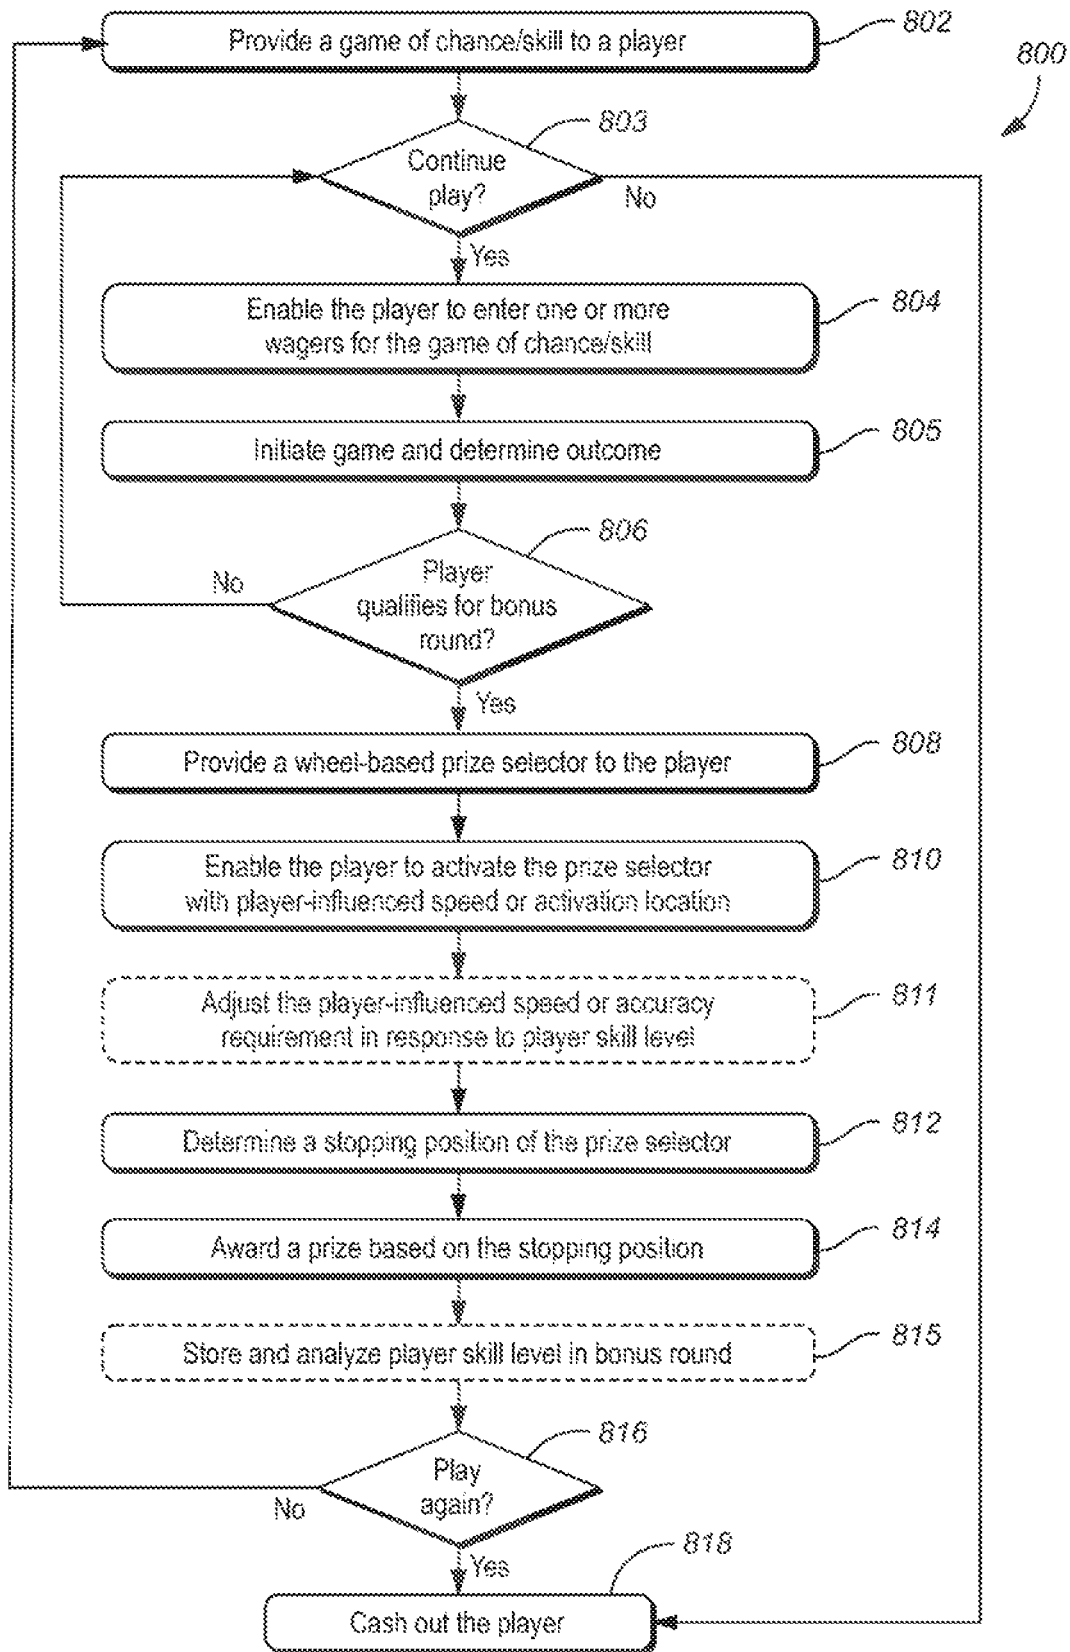 802
Provide a game of chance/skill to a player
800
803
Continue
play?
No
Yes
804
Enable the player to enter one or more
wagers for the game of chance/skill
805
Initiate game and determine outcome
806
No
Player
qualifies for bonus
round?
Yes
808
Provide a wheel-based prize selector to the player
810
Enable the player to activate the prize selector
with player-influenced speed or activation location
811
Adjust the player-influenced speed or accuracy
requirement in response to player skill level
812
Determine a stopping position of the prize selector
814
Award a prize based on the stopping position
815
Store and analyze player skill level in bonus round
816
Play
again?
No
Yes
818
Cash out the player